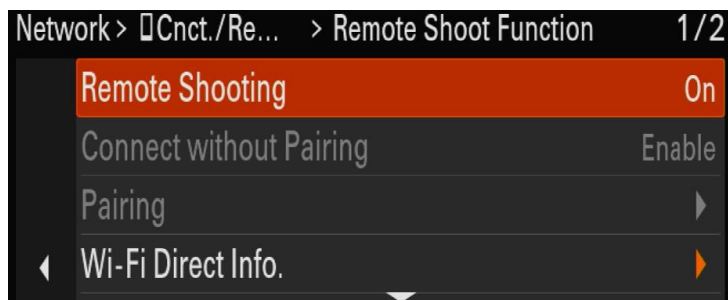 Network > ▯Cnct./Re... > Remote Shoot Function 1/2
Remote Shooting On
Connect without Pairing Enable
Pairing
Wi-Fi Direct Info.